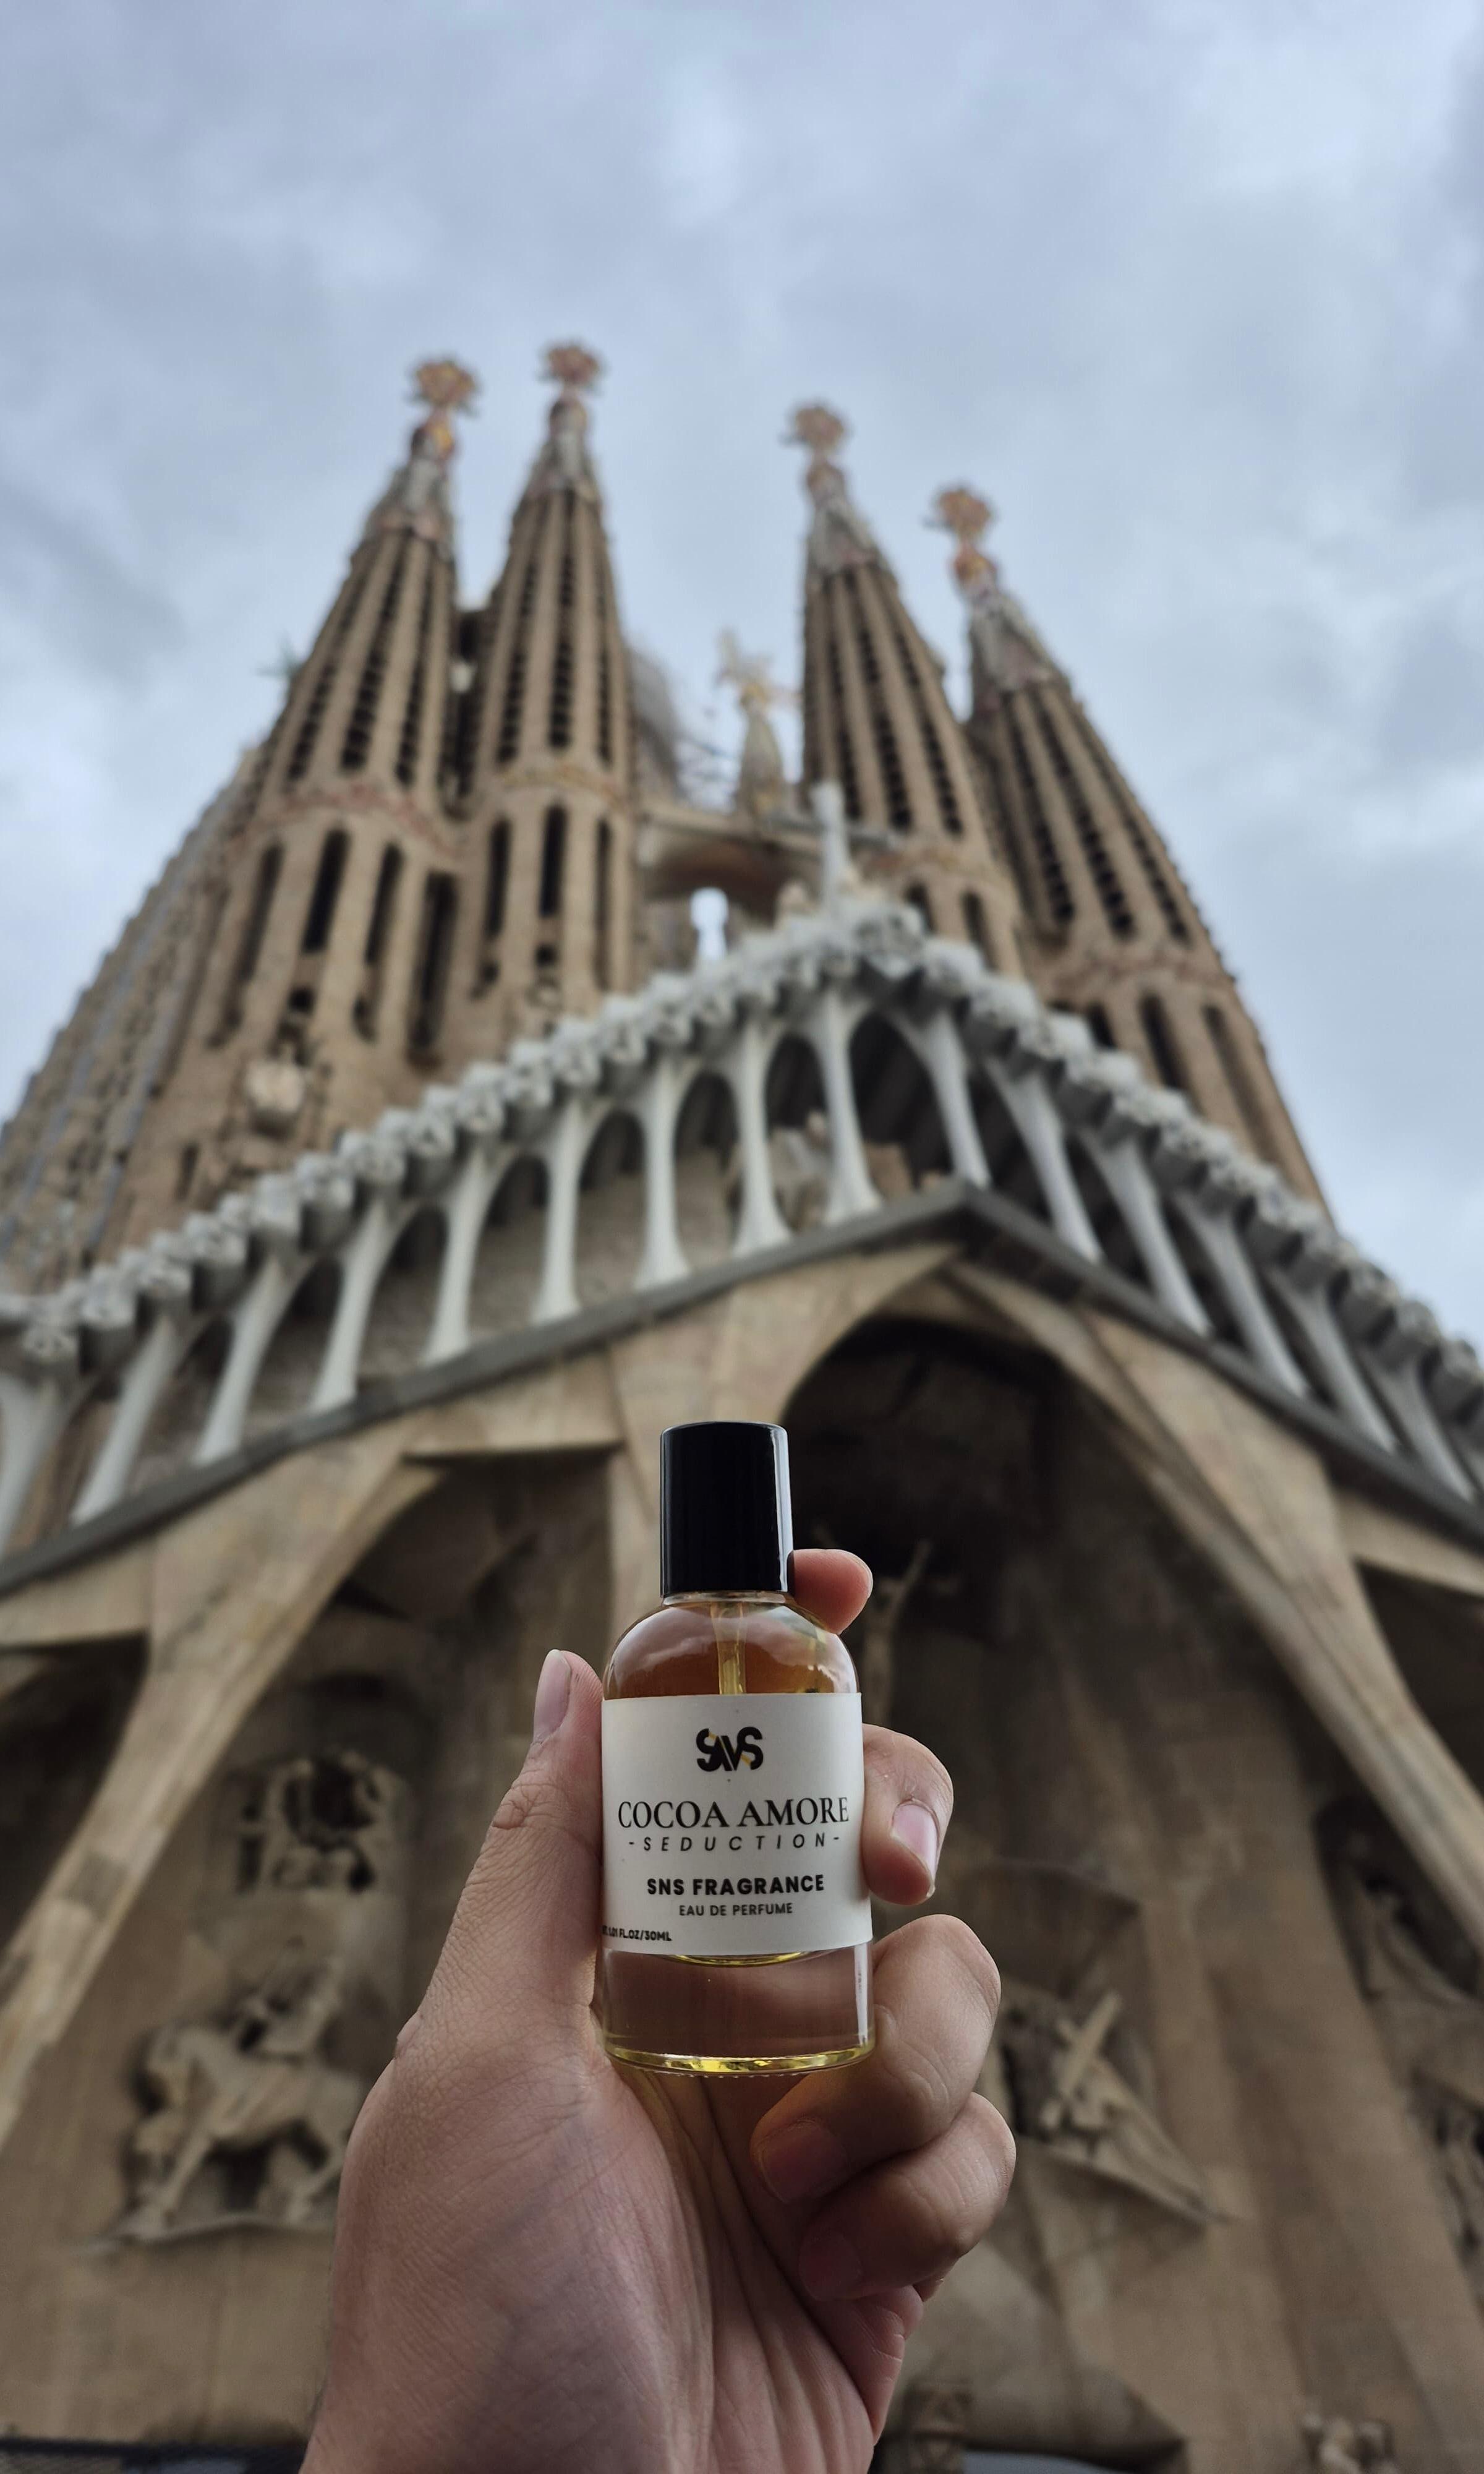 SNS
COCOA AMORE
-SEDUCTION-
SNS FRAGRANCE
EAU DE PERFUME
1.01 FL.OZ/30ML